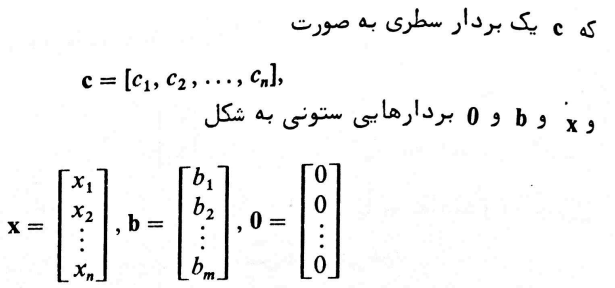 که c یک بردار سطری به صورت
c = [c₁, c₂, ..., cₙ],
و x و b و 0 بردارهایی ستونی به شکل
x = [x₁ x₂ ⋮ xₙ], b = [b₁ b₂ ⋮ bₘ], 0 = [0 0 ⋮ 0]